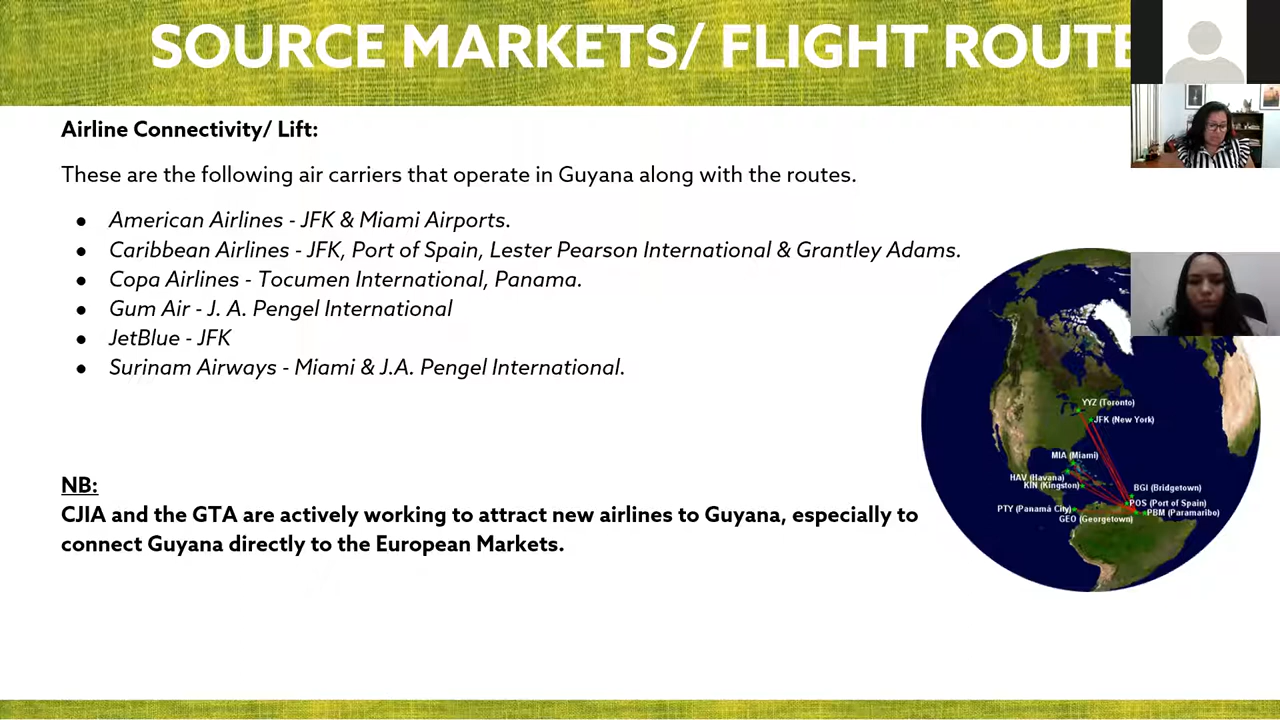 SOURCE MARKETS/ FLIGHT ROUTE
Airline Connectivity/ Lift:
These are the following air carriers that operate in Guyana along with the routes.
● American Airlines - JFK & Miami Airports.
● Caribbean Airlines - JFK, Port of Spain, Lester Pearson International & Grantley Adams.
● Copa Airlines - Tocumen International, Panama.
● Gum Air - J. A. Pengel International
● JetBlue - JFK
● Surinam Airways - Miami & J.A. Pengel International.
NB:
CJIA and the GTA are actively working to attract new airlines to Guyana, especially to
connect Guyana directly to the European Markets.
YYZ (Toronto)
JFK (New York)
MIA (Miami)
HAV (Havana)
KIN (Kingston)
BGI (Bridgetown)
POS (Port of Spain)
PTY (Panamá City)
PBM (Paramaribo)
GEO (Georgetown)